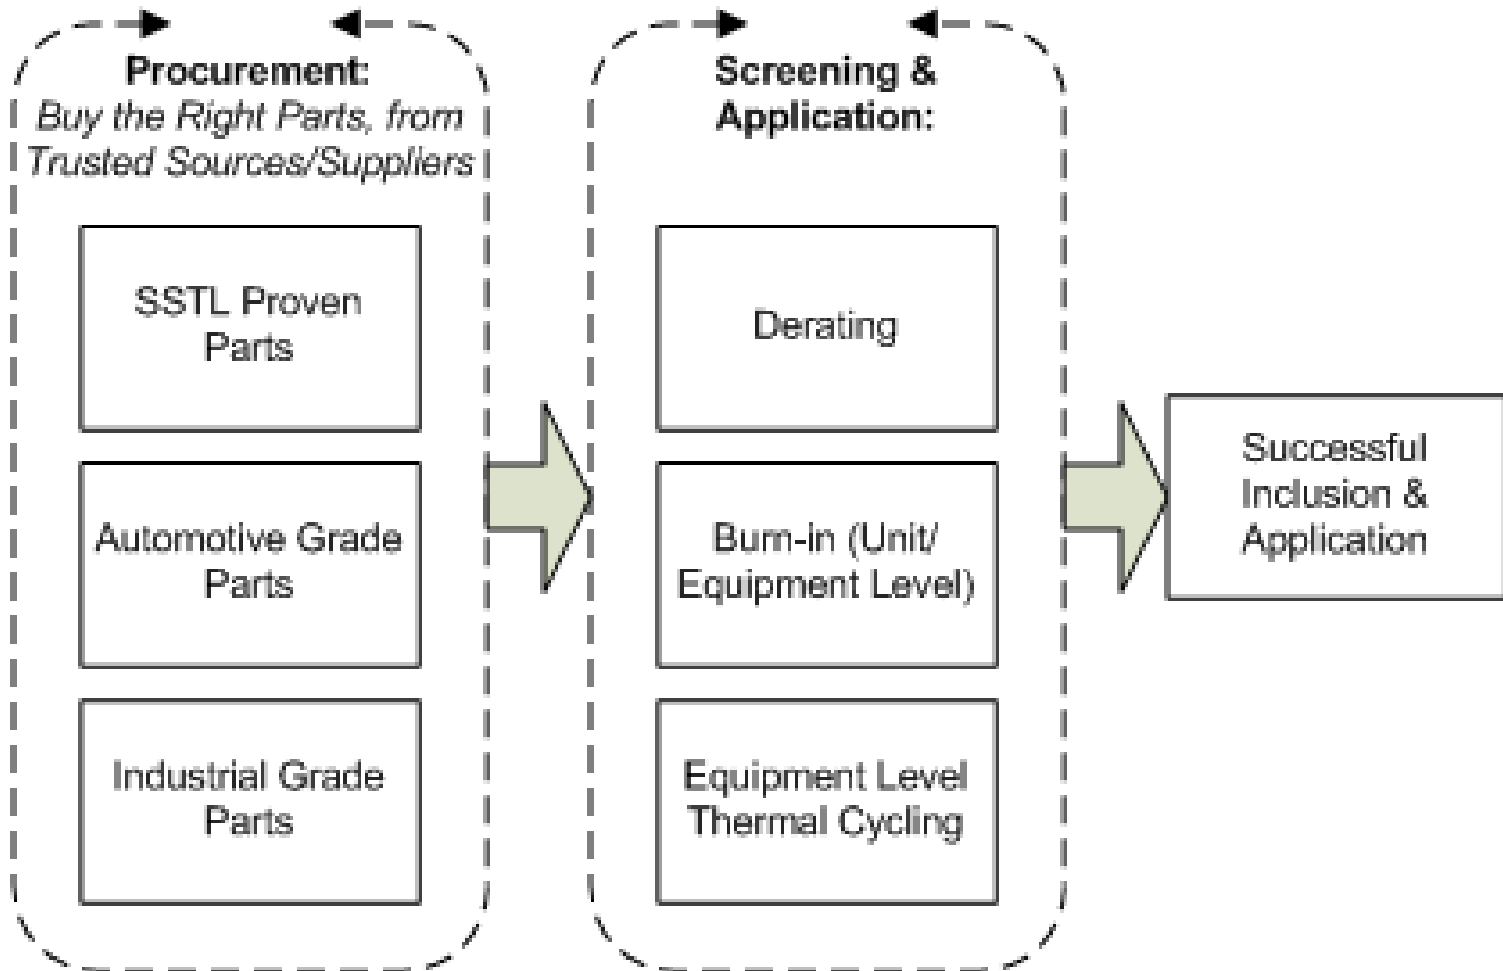 Procurement:
Buy the Right Parts, from
Trusted Sources/Suppliers
SSTL Proven
Parts
Automotive Grade
Parts
Industrial Grade
Parts
Screening &
Application:
Derating
Burn-in (Unit/
Equipment Level)
Equipment Level
Thermal Cycling
Successful
Inclusion &
Application